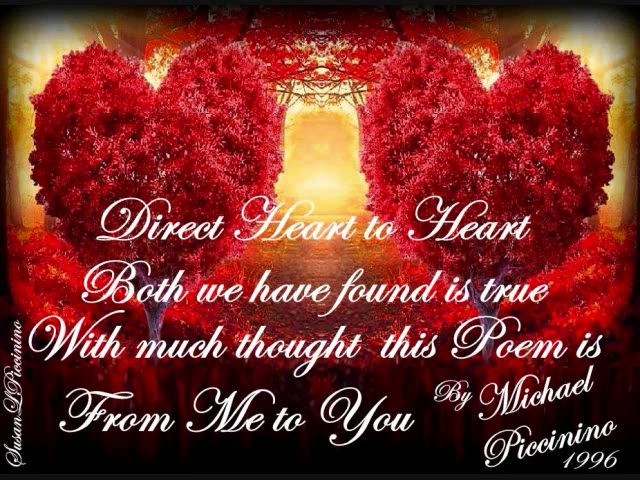 Direct Heart to Heart
Both we have found is true
With much thought this Poem is
From Me to You
By Michael
Piccinino
1996
Susan L Piccinino